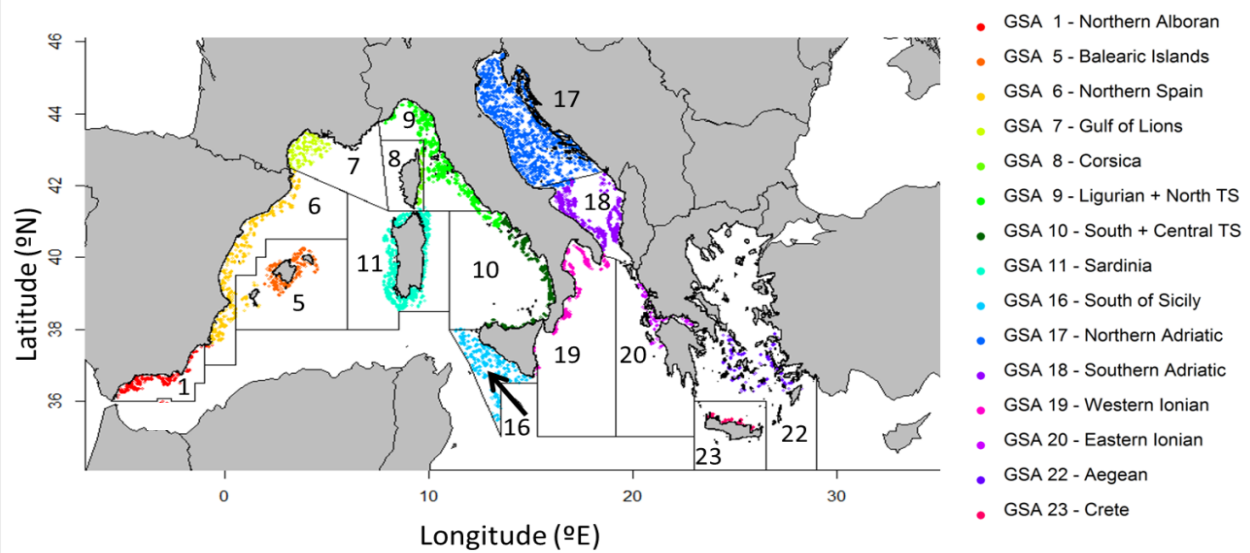 46
44
42
40
38
36
Latitude (ºN)
0
10
20
30
Longitude (ºE)
17
9
8
7
6
18
11
10
5
19
20
1
16
22
23
GSA 1 - Northern Alboran
GSA 5 - Balearic Islands
GSA 6 - Northern Spain
GSA 7 - Gulf of Lions
GSA 8 - Corsica
GSA 9 - Ligurian + North TS
GSA 10 - South + Central TS
GSA 11 - Sardinia
GSA 16 - South of Sicily
GSA 17 - Northern Adriatic
GSA 18 - Southern Adriatic
GSA 19 - Western Ionian
GSA 20 - Eastern Ionian
GSA 22 - Aegean
GSA 23 - Crete